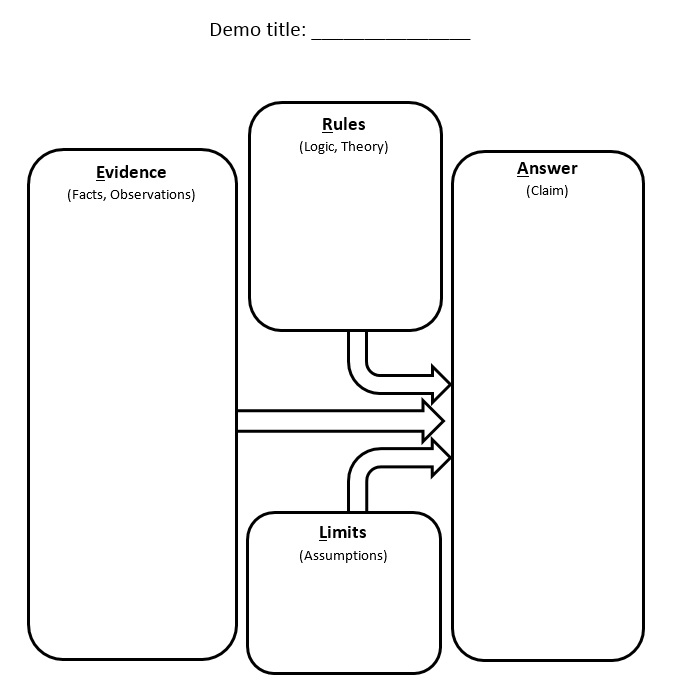 Demo title: _______________
Rules
(Logic, Theory)
Evidence
(Facts, Observations)
Answer
(Claim)
Limits
(Assumptions)